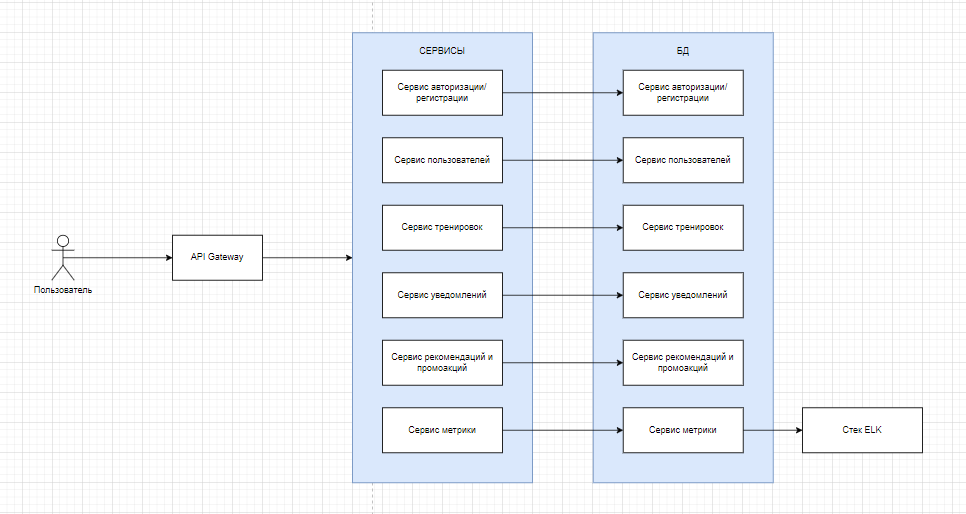 СЕРВИСЫ
БД
Сервис авторизации/
регистрации
Сервис авторизации/
регистрации
Сервис пользователей
Сервис пользователей
Сервис тренировок
Сервис тренировок
API Gateway
Пользователь
Сервис уведомлений
Сервис уведомлений
Сервис рекомендаций и
промоакций
Сервис рекомендаций и
промоакций
Сервис метрики
Сервис метрики
Стек ELK